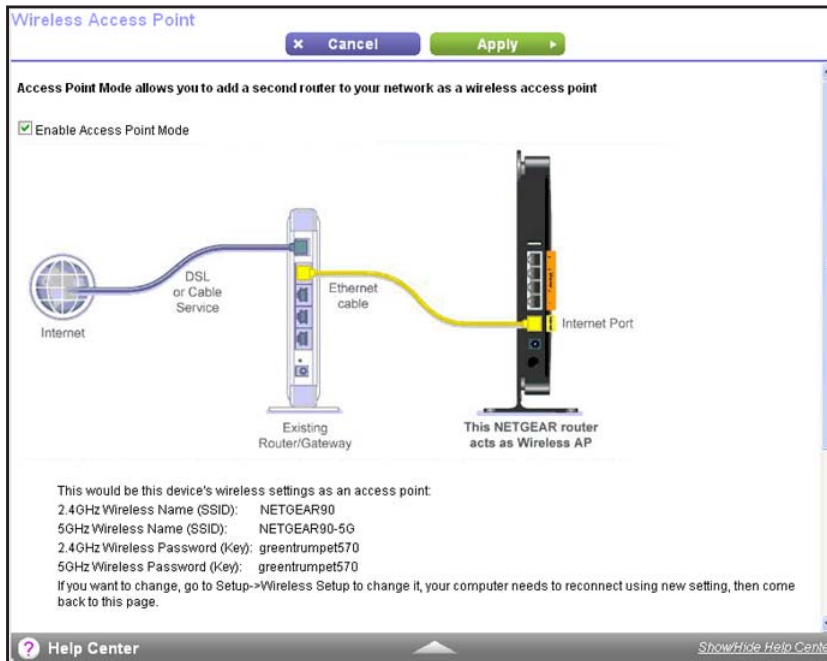 Wireless Access Point
× Cancel
Apply
Access Point Mode allows you to add a second router to your network as a wireless access point
Enable Access Point Mode
DSL
or Cable
Service
Ethernet
cable
Internet
Internet Port
Existing
Router/Gateway
This NETGEAR router
acts as Wireless AP
This would be this device's wireless settings as an access point:
2.4GHz Wireless Name (SSID): NETGEAR90
5GHz Wireless Name (SSID): NETGEAR90-5G
2.4GHz Wireless Password (Key): greentrumpet570
5GHz Wireless Password (Key): greentrumpet570
If you want to change, go to Setup->Wireless Setup to change it, your computer needs to reconnect using new setting, then come
back to this page.
? Help Center
Show/Hide Help Cente